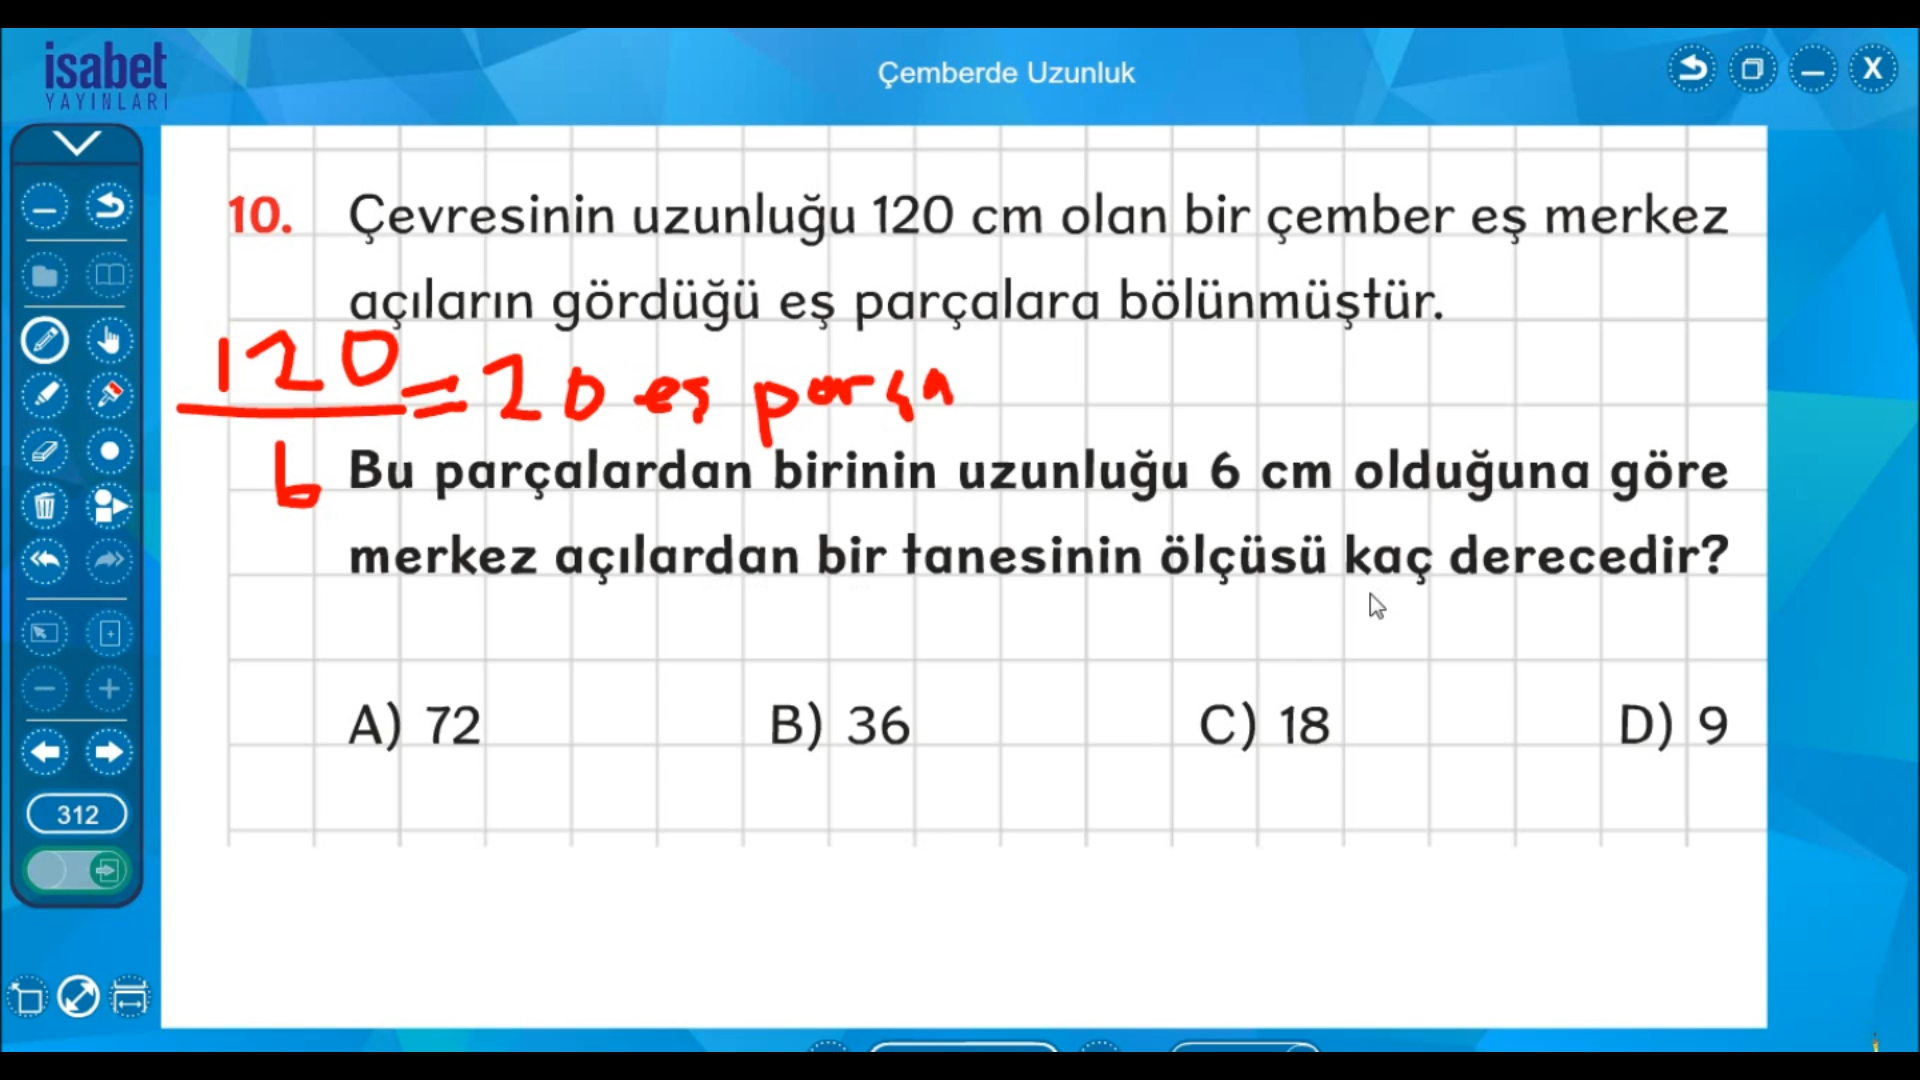 isabet
YAYINLARI
Çemberde Uzunluk
X
10. Çevresinin uzunluğu 120 cm olan bir çember eş merkez
açıların gördüğü eş parçalara bölünmüştür.
120
= 20 eş parça
6
Bu parçalardan birinin uzunluğu 6 cm olduğuna göre
merkez açılardan bir tanesinin ölçüsü kaç derecedir?
A) 72 B) 36 C) 18 D) 9
312